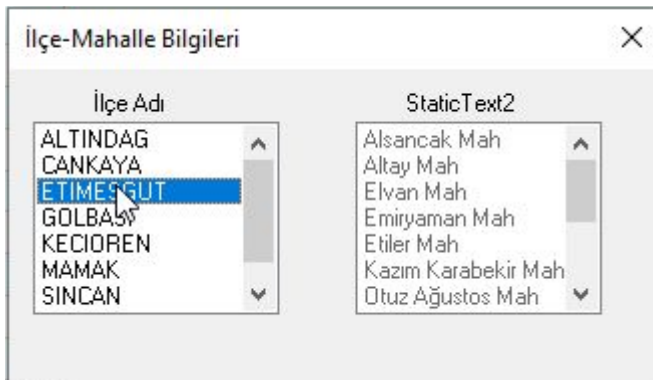 İlçe-Mahalle Bilgileri
İlçe Adı
ALTINDAG
CANKAYA
ETIMESGUT
GOLBASI
KECIOREN
MAMAK
SINCAN
StaticText2
Alsancak Mah
Altay Mah
Elvan Mah
Emiryaman Mah
Etiler Mah
Kazım Karabekir Mah
Otuz Ağustos Mah